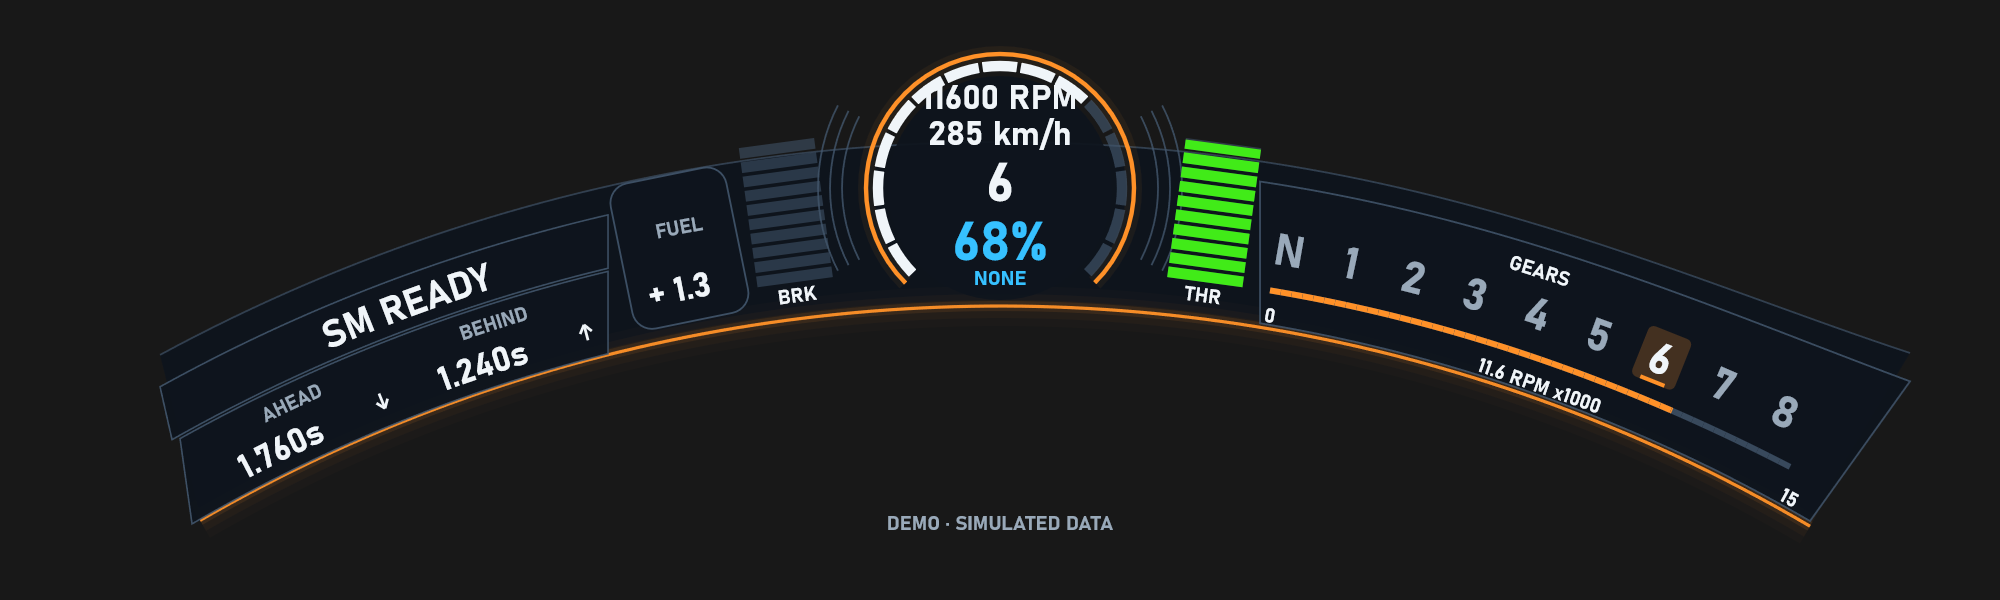 SM READY
AHEAD
1.760s
↓
BEHIND
1.240s
↑
FUEL
+ 1.3
BRK
11600 RPM
285 km/h
6
68%
NONE
THR
GEARS
N 1 2 3 4 5 6 7 8
0
11.6 RPM x1000
15
DEMO · SIMULATED DATA